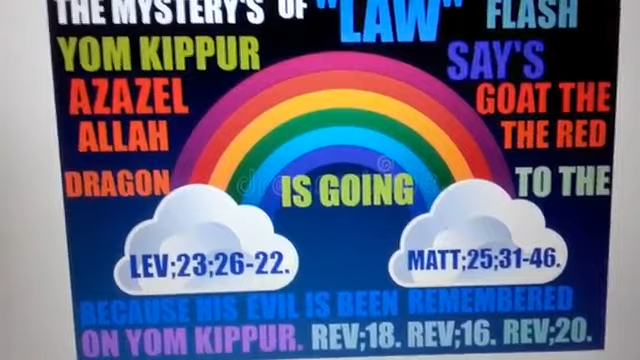 THE MYSTERY'S OF "LAW" FLASH
YOM KIPPUR SAY'S
AZAZEL GOAT THE
ALLAH THE RED
DRAGON IS GOING TO THE
LEV;23;26-22. MATT;25;31-46.
BECAUSE HIS EVIL IS BEEN REMEMBERED
ON YOM KIPPUR. REV;18. REV;16. REV;20.